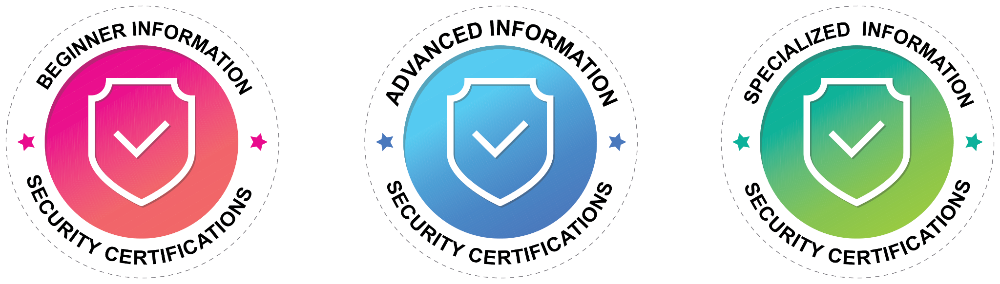 BEGINNER INFORMATION
SECURITY CERTIFICATIONS
ADVANCED INFORMATION
SECURITY CERTIFICATIONS
SPECIALIZED INFORMATION
SECURITY CERTIFICATIONS